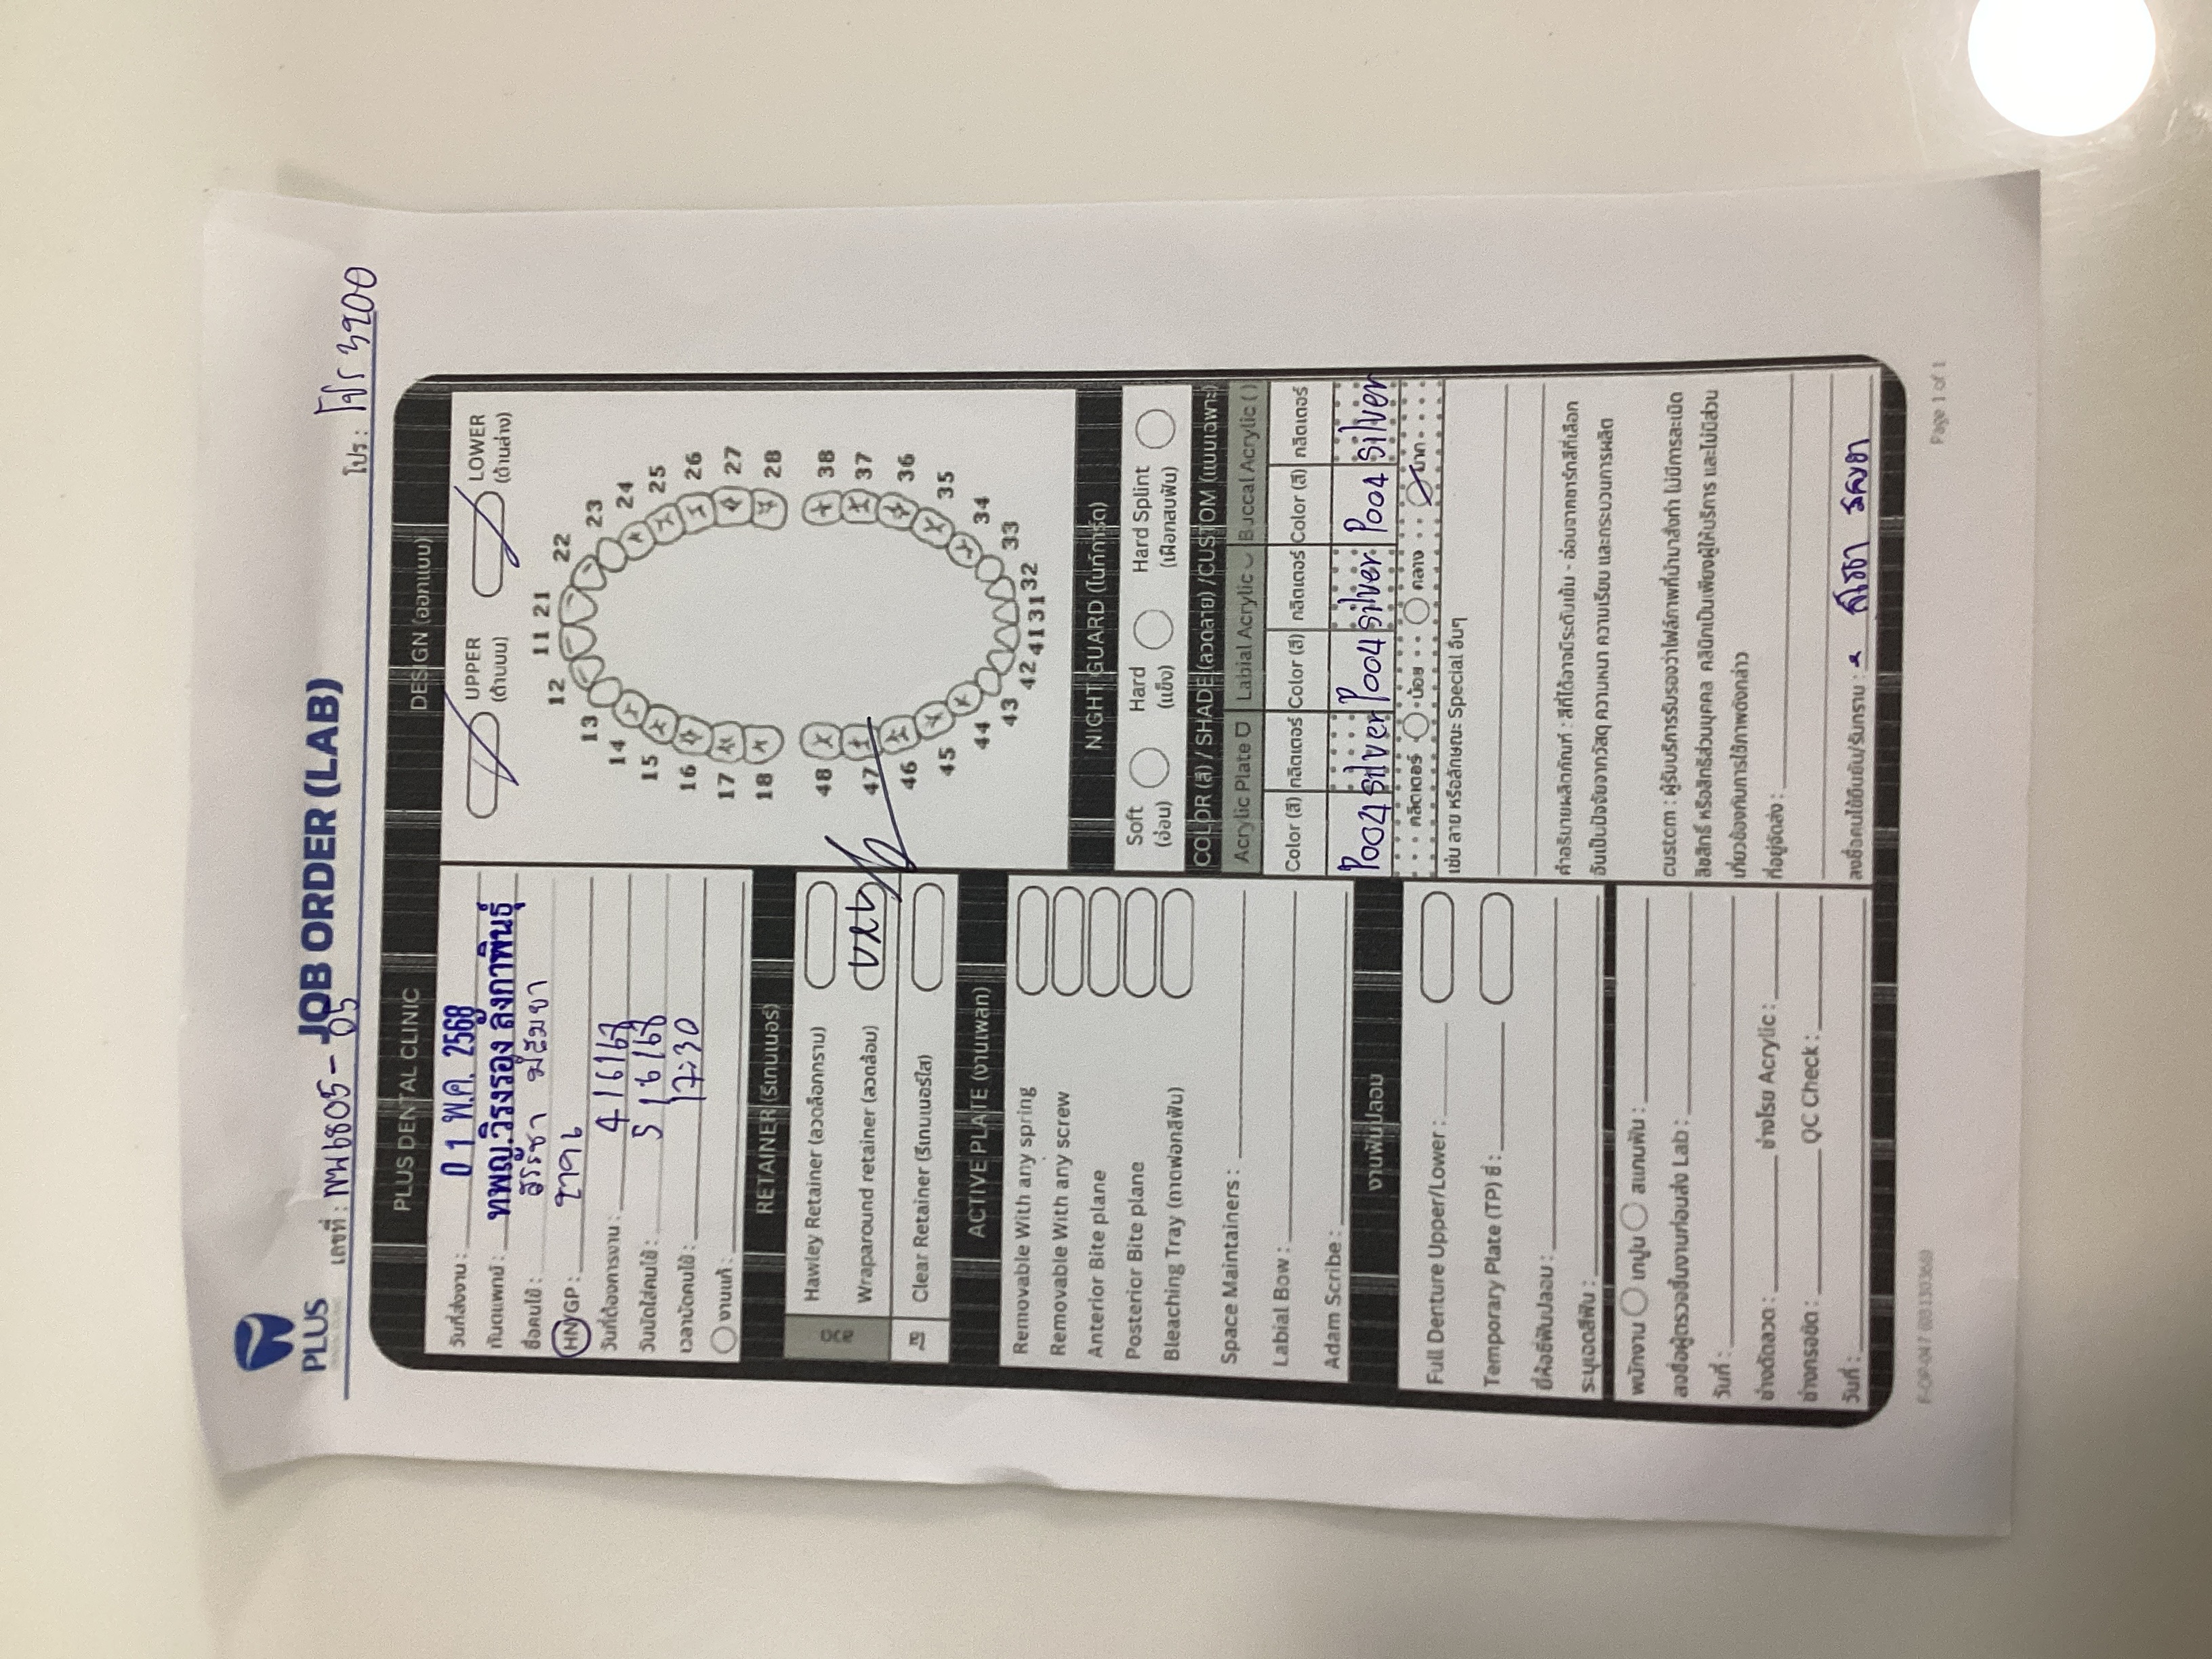 PLUS
JOB ORDER (LAB)
เลขที่ : 6805-05
โปร : โปร 3900
PLUS DENTAL CLINIC
วันที่ส่งงาน : 01 พ.ค. 2568
ทันตแพทย์ : ทพญ.วิรงรอง ลังกาพินธุ์
ชื่อคนไข้ :
HN/GP :
วันที่ต้องการงาน : 4/6/68
วันนัดใส่คนไข้ : 5/6/68
เวลานัดคนไข้ : 17:30
งานแก้ :
RETAINER (รีเทนเนอร์)
ลวด
Hawley Retainer (ลวดล็อกกราม)
Wraparound retainer (ลวดล้อม)
ใส
Clear Retainer (รีเทนเนอร์ใส)
ACTIVE PLATE (งานเพลท)
Removable With any spring
Removable With any screw
Anterior Bite plane
Posterior Bite plane
Bleaching Tray (ถาดฟอกสีฟัน)
Space Maintainers :
Labial Bow :
Adam Scribe :
งานฟันปลอม
Full Denture Upper/Lower :
Temporary Plate (TP) ซี่ :
ยี่ห้อซี่ฟันปลอม :
ระบุเฉดสีฟัน :
พนักงาน เทปูน สแกนฟัน :
ลงชื่อผู้ตรวจชิ้นงานก่อนส่ง Lab :
วันที่ :
ช่างดัดลวด : ช่างโรย Acrylic :
ช่างกรอขัด : QC Check :
วันที่ :
DESIGN (ออกแบบ)
UPPER (ด้านบน) LOWER (ด้านล่าง)
11 21
12 22
13 23
14 24
15 25
16 26
17 27
18 28
48 38
47 37
46 36
45 35
44 34
43 33
42 41 31 32
NIGHT GUARD (ไนท์การ์ด)
Soft (อ่อน) Hard (แข็ง) Hard Splint (เฝือกสบฟัน)
COLOR (สี) / SHADE (ลวดลาย) /CUSTOM (แบบเฉพาะ)
Acrylic Plate Labial Acrylic Buccal Acrylic ( )
Color (สี) กลิตเตอร์ Color (สี) กลิตเตอร์ Color (สี) กลิตเตอร์
P004 silver P004 silver P004 silver
กลิตเตอร์ น้อย กลาง มาก
เช่น ลาย หรือลักษณะ Special อื่นๆ
คำอธิบายผลิตภัณฑ์ : สีที่ได้อาจมีระดับเข้ม - อ่อนจากชาร์ทสีที่เลือก
อันเป็นปัจจัยจากวัสดุ ความหนา ความเรียบ และกระบวนการผลิต
custom : ผู้รับบริการรับรองว่าไฟล์ภาพที่นำมาสั่งทำ ไม่มีการละเมิด
ลิขสิทธิ์ หรือสิทธิส่วนบุคคล คลินิกเป็นเพียงผู้ให้บริการ และไม่มีส่วน
เกี่ยวข้องกับการใช้ภาพดังกล่าว
ที่อยู่จัดส่ง :
ลงชื่อคนไข้ยืนยัน/รับทราบ :
Page 1 of 1